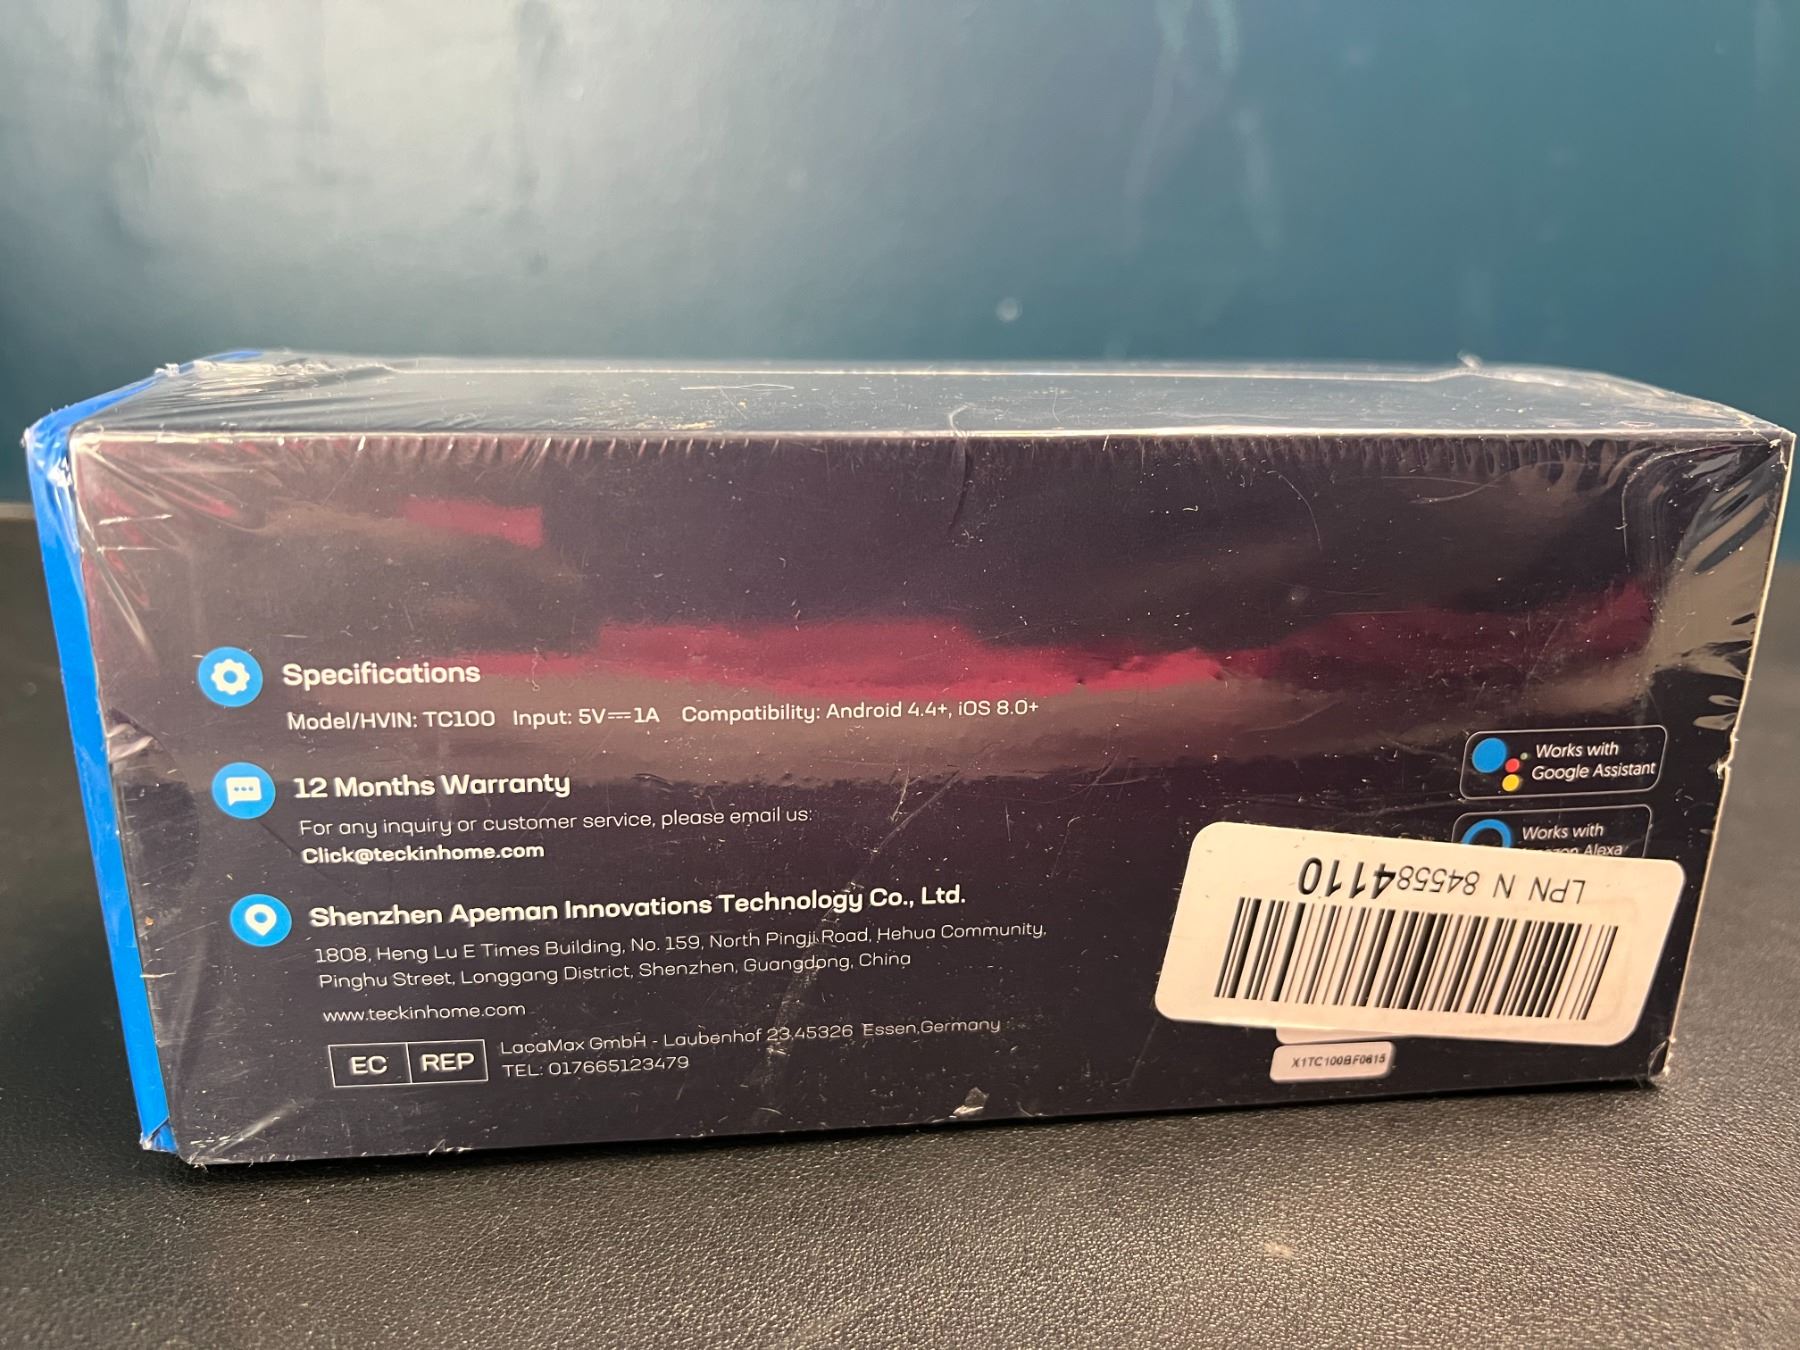 Specifications
Model/HVIN: TC100 Input: 5V⎓1A Compatibility: Android 4.4+, iOS 8.0+
12 Months Warranty
For any inquiry or customer service, please email us:
Click@teckinhome.com
Shenzhen Apeman Innovations Technology Co., Ltd.
1808, Heng Lu E Times Building, No. 159, North Pingji Road, Hehua Community,
Pinghu Street, Longgang District, Shenzhen, Guangdong, China
www.teckinhome.com
EC REP
LacaMax GmbH - Laubenhof 23,45326 Essen,Germany
TEL: 017665123479
Works with
Google Assistant
Works with
Alexa
LPN N 845584110
X1TC100BF0615